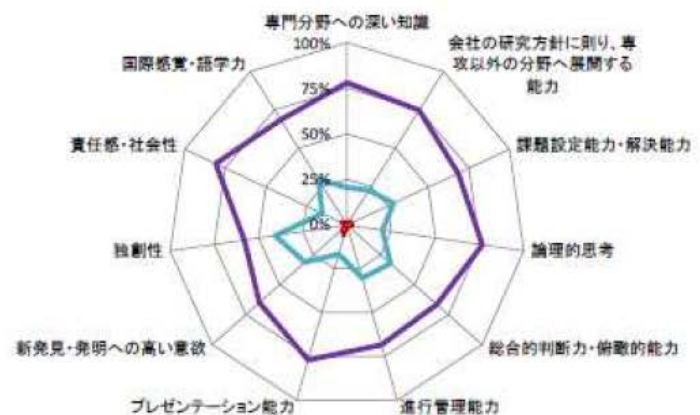 専門分野への深い知識
会社の研究方針に則り、専
攻以外の分野へ展開する
能力
課題設定能力・解決能力
論理的思考
総合的判断力・俯瞰的能力
進行管理能力
プレゼンテーション能力
新発見・発明への高い意欲
独創性
責任感・社会性
国際感覚・語学力
100%
75%
50%
25%
0%